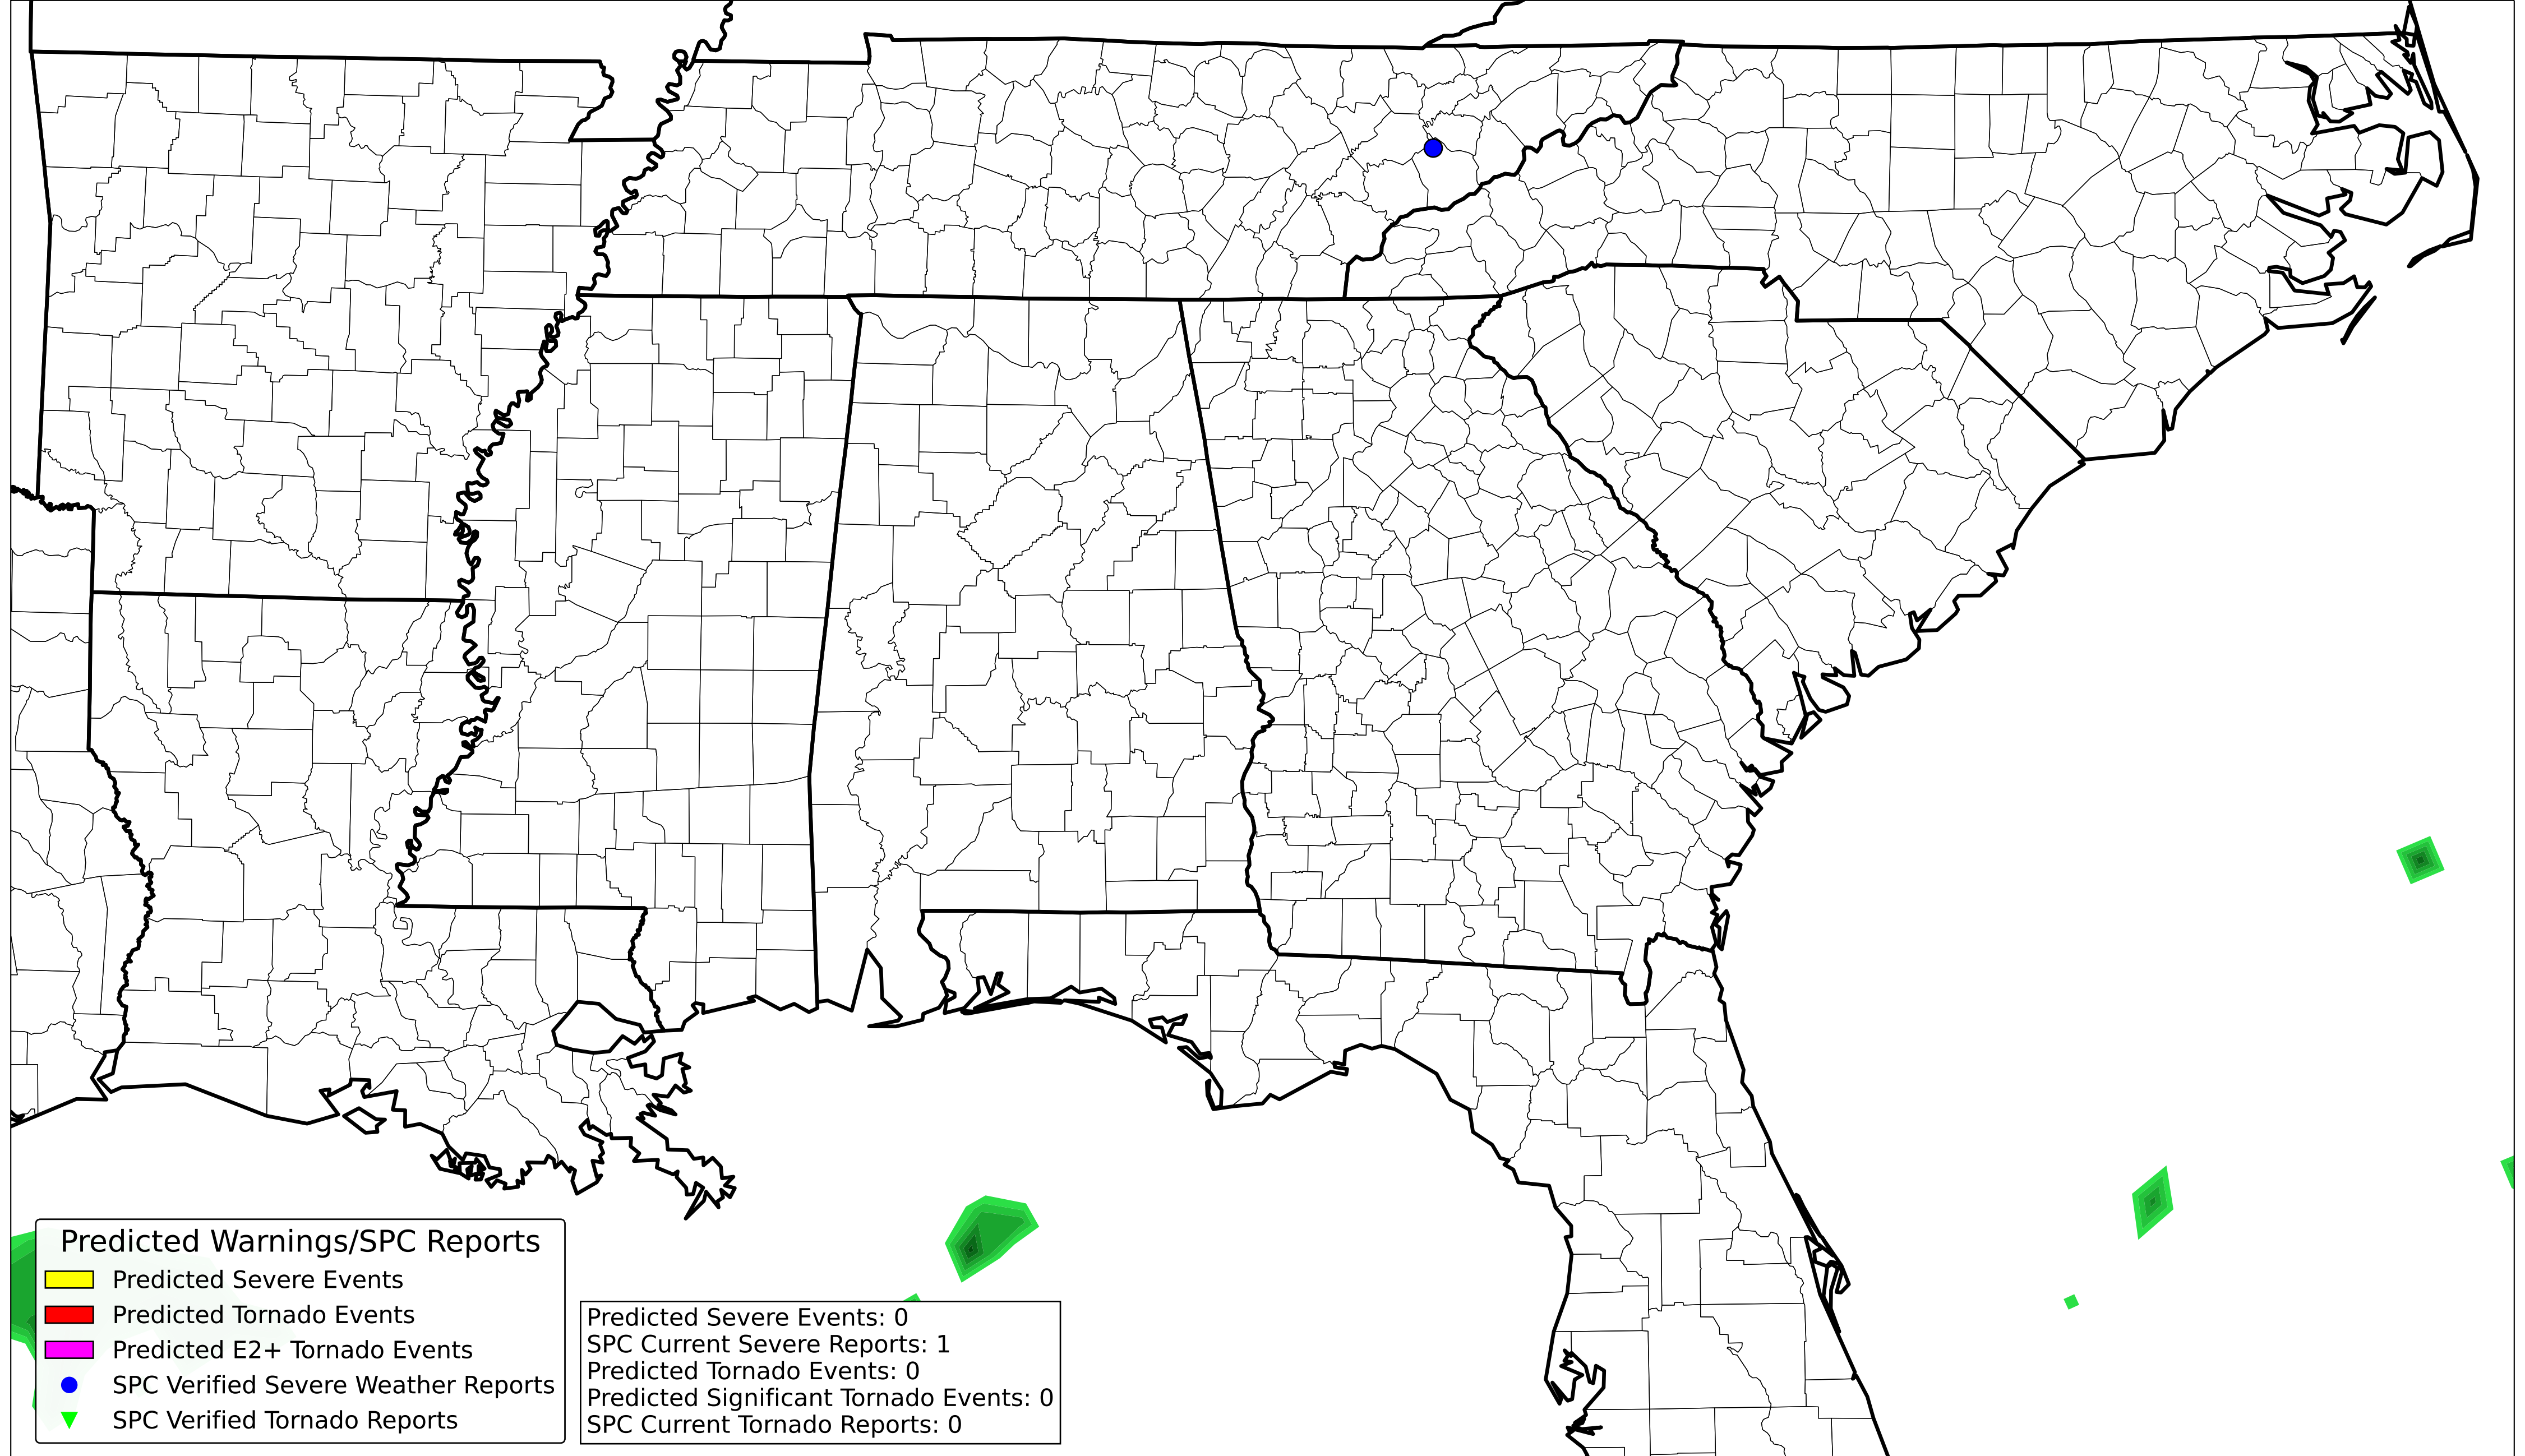 Predicted Warnings/SPC Reports
Predicted Severe Events
Predicted Tornado Events
Predicted E2+ Tornado Events
SPC Verified Severe Weather Reports
SPC Verified Tornado Reports
Predicted Severe Events: 0
SPC Current Severe Reports: 1
Predicted Tornado Events: 0
Predicted Significant Tornado Events: 0
SPC Current Tornado Reports: 0